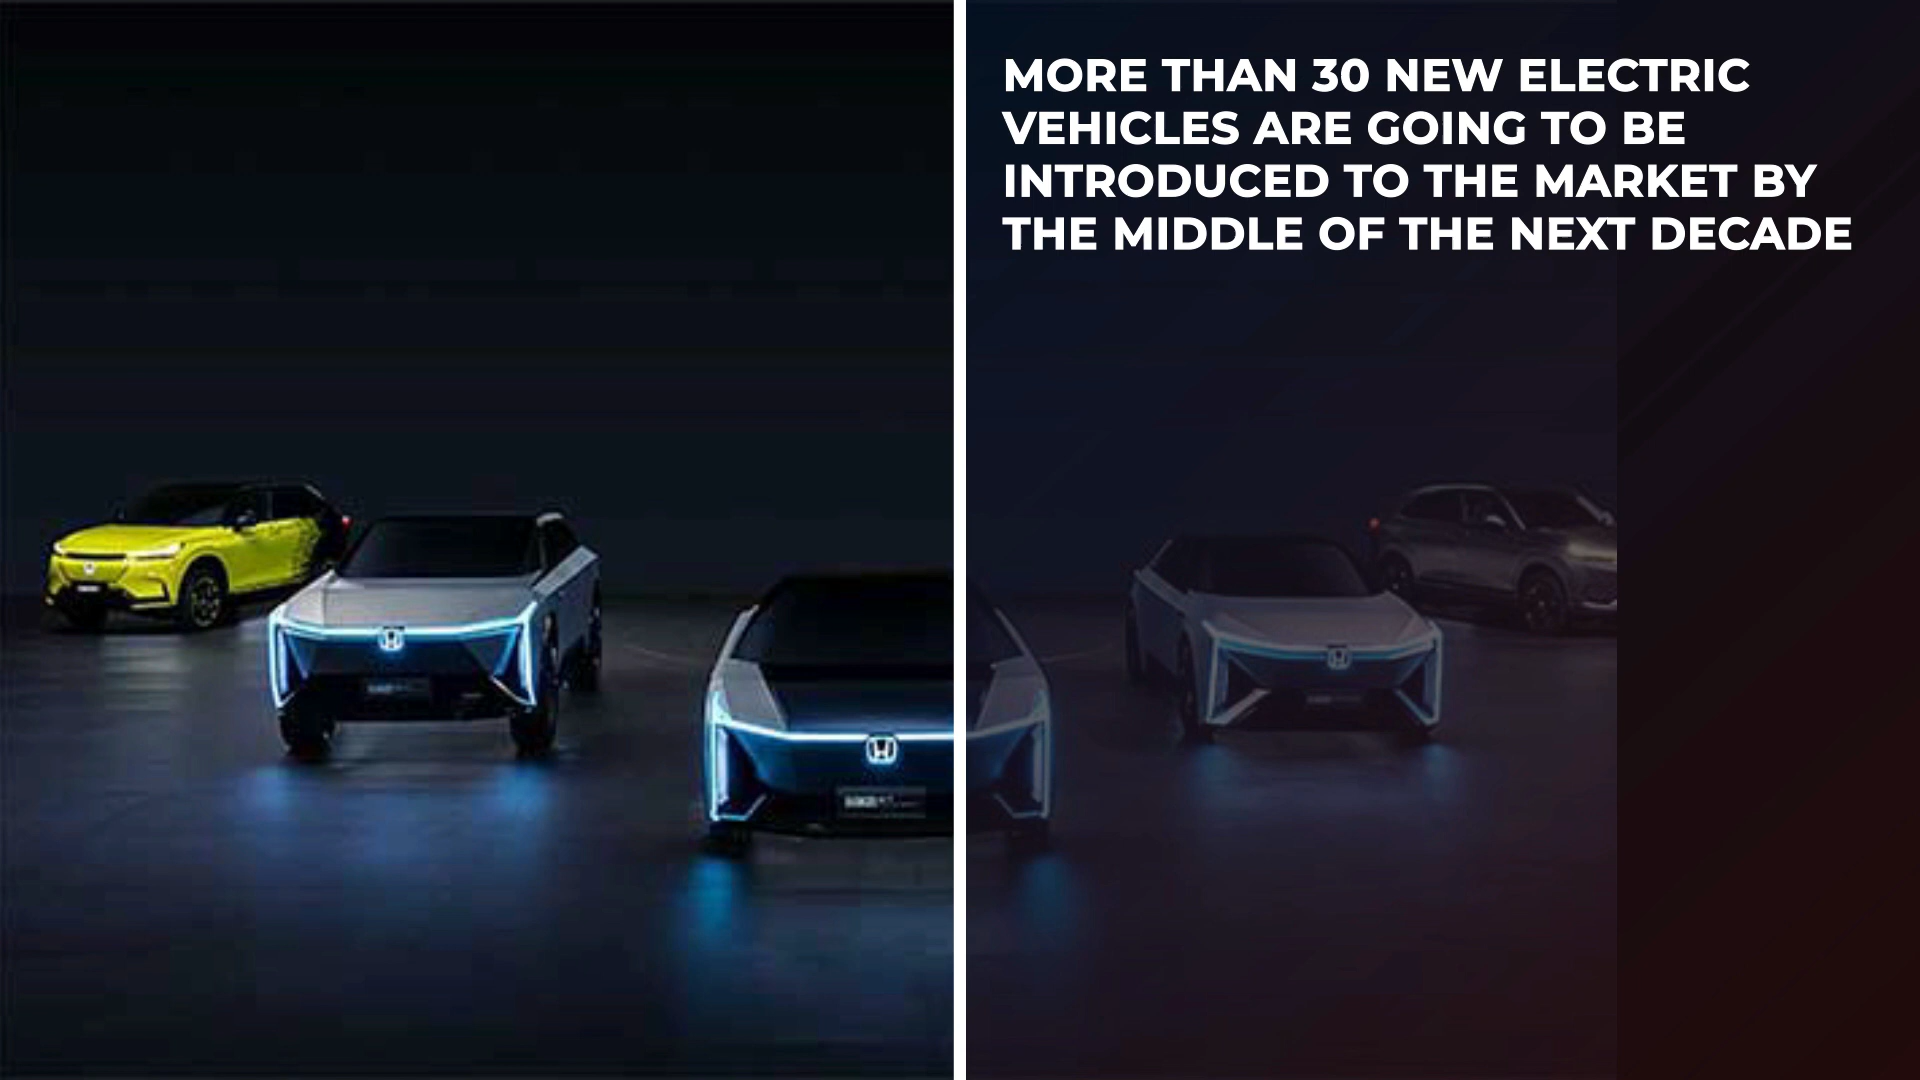 MORE THAN 30 NEW ELECTRIC
VEHICLES ARE GOING TO BE
INTRODUCED TO THE MARKET BY
THE MIDDLE OF THE NEXT DECADE